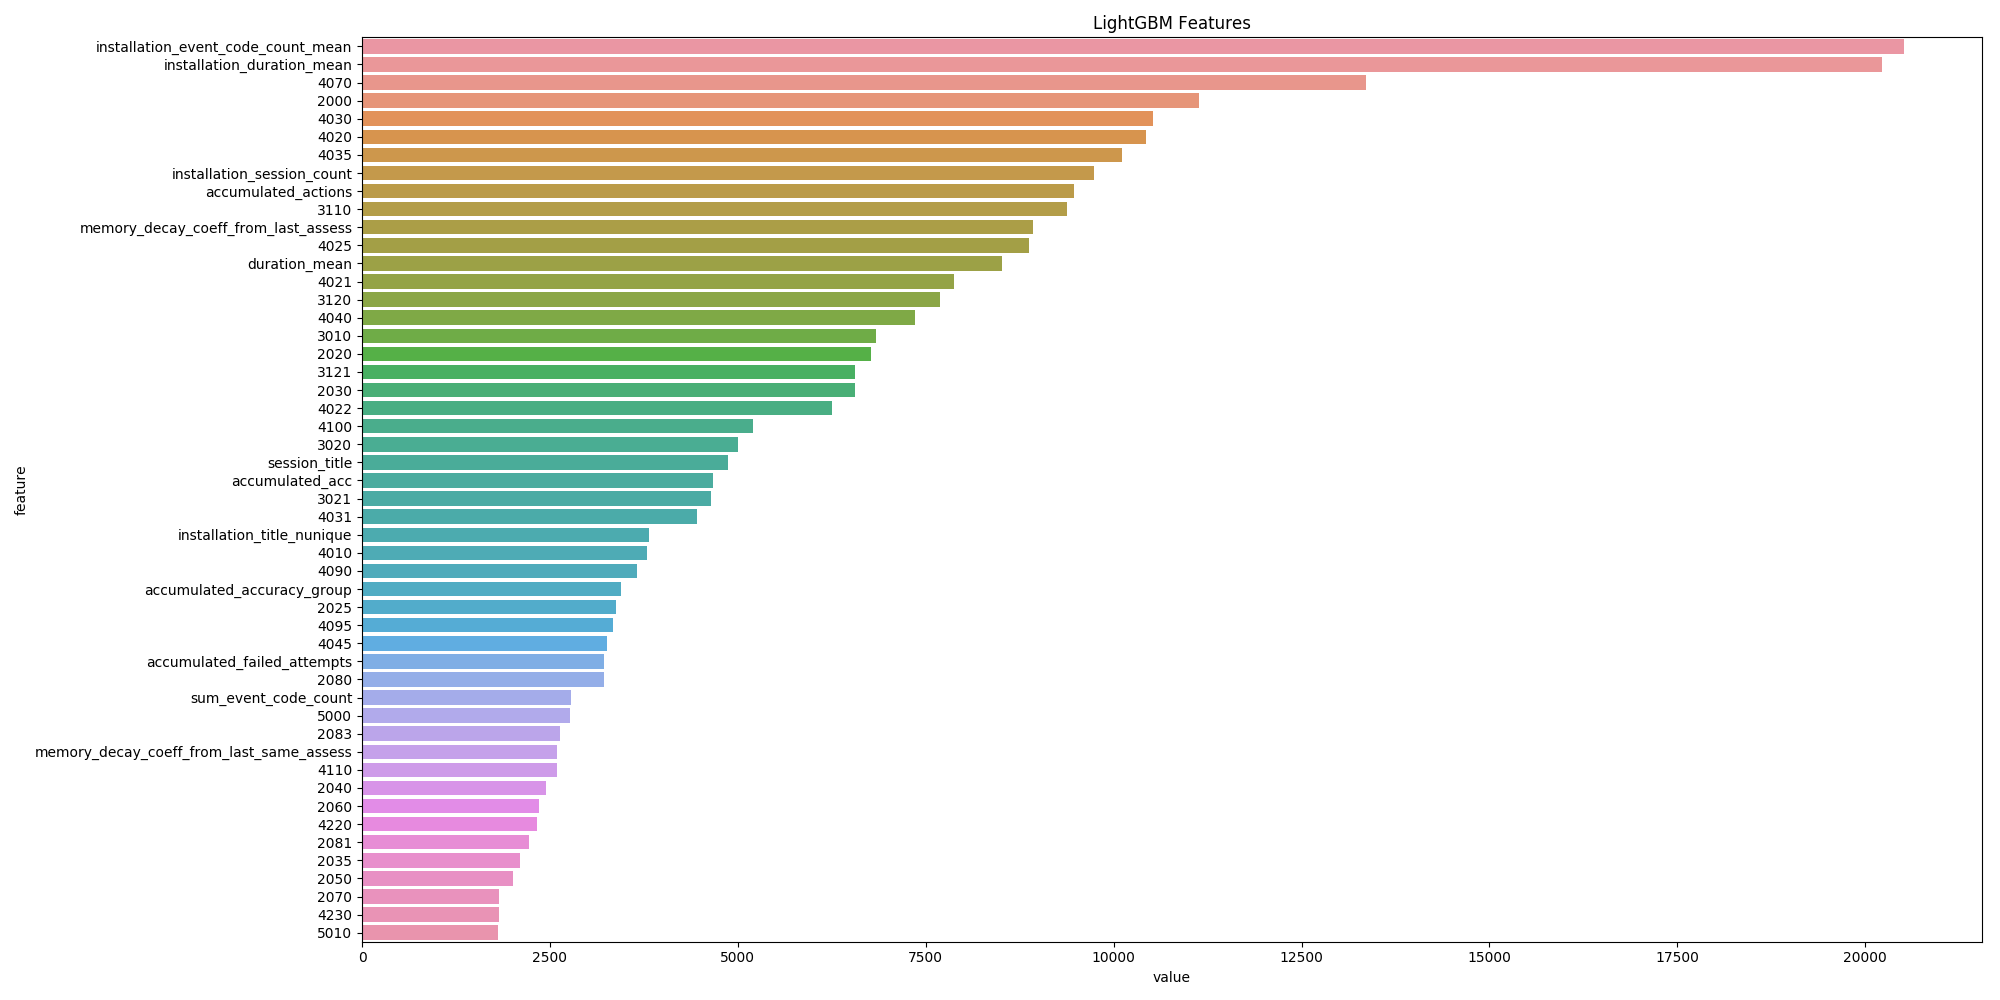 LightGBM Features
installation_event_code_count_mean
installation_duration_mean
4070
2000
4030
4020
4035
installation_session_count
accumulated_actions
3110
memory_decay_coeff_from_last_assess
4025
duration_mean
4021
3120
4040
3010
2020
3121
2030
4022
4100
3020
session_title
accumulated_acc
3021
4031
installation_title_nunique
4010
4090
accumulated_accuracy_group
2025
4095
4045
accumulated_failed_attempts
2080
sum_event_code_count
5000
2083
memory_decay_coeff_from_last_same_assess
4110
2040
2060
4220
2081
2035
2050
2070
4230
5010
feature
0 2500 5000 7500 10000 12500 15000 17500 20000
value